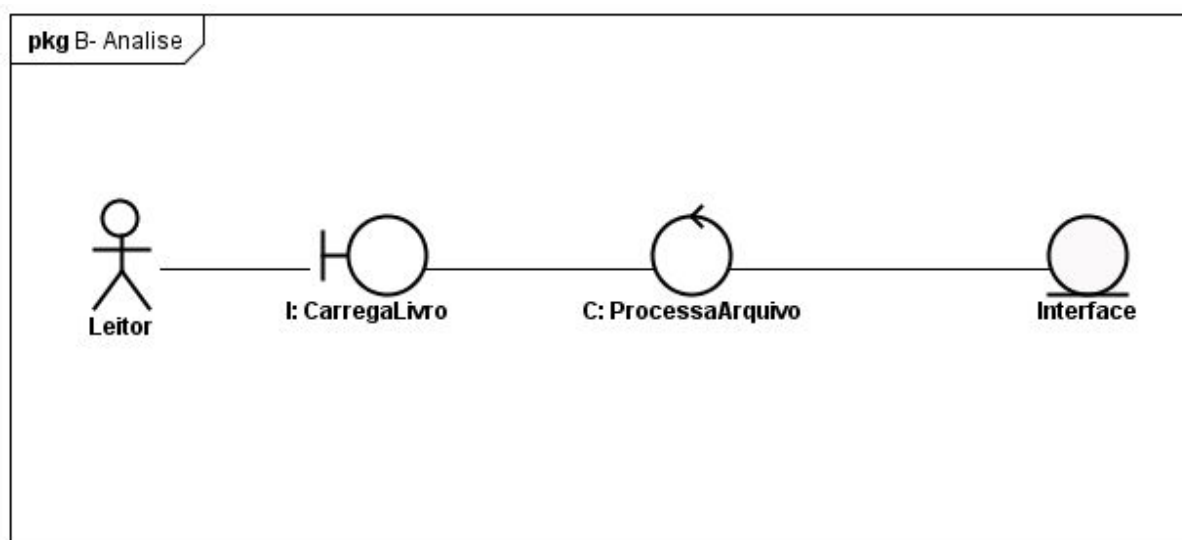 pkg B- Analise
Leitor
I: CarregaLivro
C: ProcessaArquivo
Interface